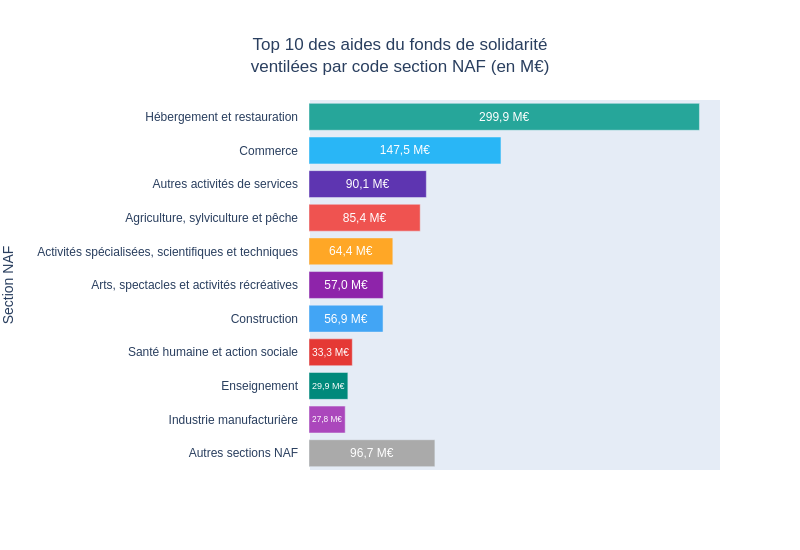 Top 10 des aides du fonds de solidarité
ventilées par code section NAF (en M€)
Section NAF
Hébergement et restauration 299,9 M€
Commerce 147,5 M€
Autres activités de services 90,1 M€
Agriculture, sylviculture et pêche 85,4 M€
Activités spécialisées, scientifiques et techniques 64,4 M€
Arts, spectacles et activités récréatives 57,0 M€
Construction 56,9 M€
Santé humaine et action sociale 33,3 M€
Enseignement 29,9 M€
Industrie manufacturière 27,8 M€
Autres sections NAF 96,7 M€